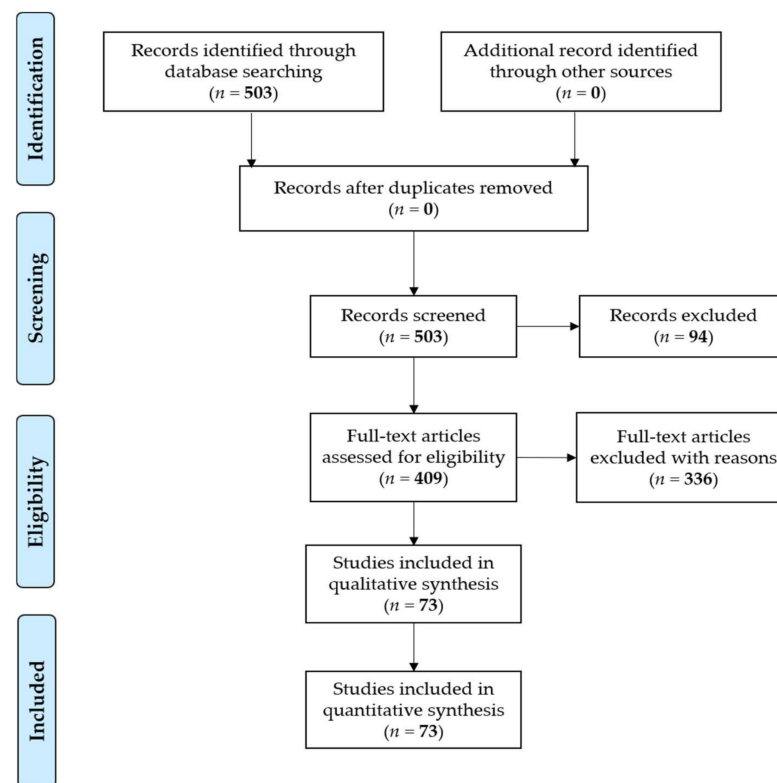 Identification
Records identified through
database searching
(n = 503)
Additional record identified
through other sources
(n = 0)
Records after duplicates removed
(n = 0)
Screening
Records screened
(n = 503)
Records excluded
(n = 94)
Eligibility
Full-text articles
assessed for eligibility
(n = 409)
Full-text articles
excluded with reasons
(n = 336)
Studies included in
qualitative synthesis
(n = 73)
Included
Studies included in
quantitative synthesis
(n = 73)